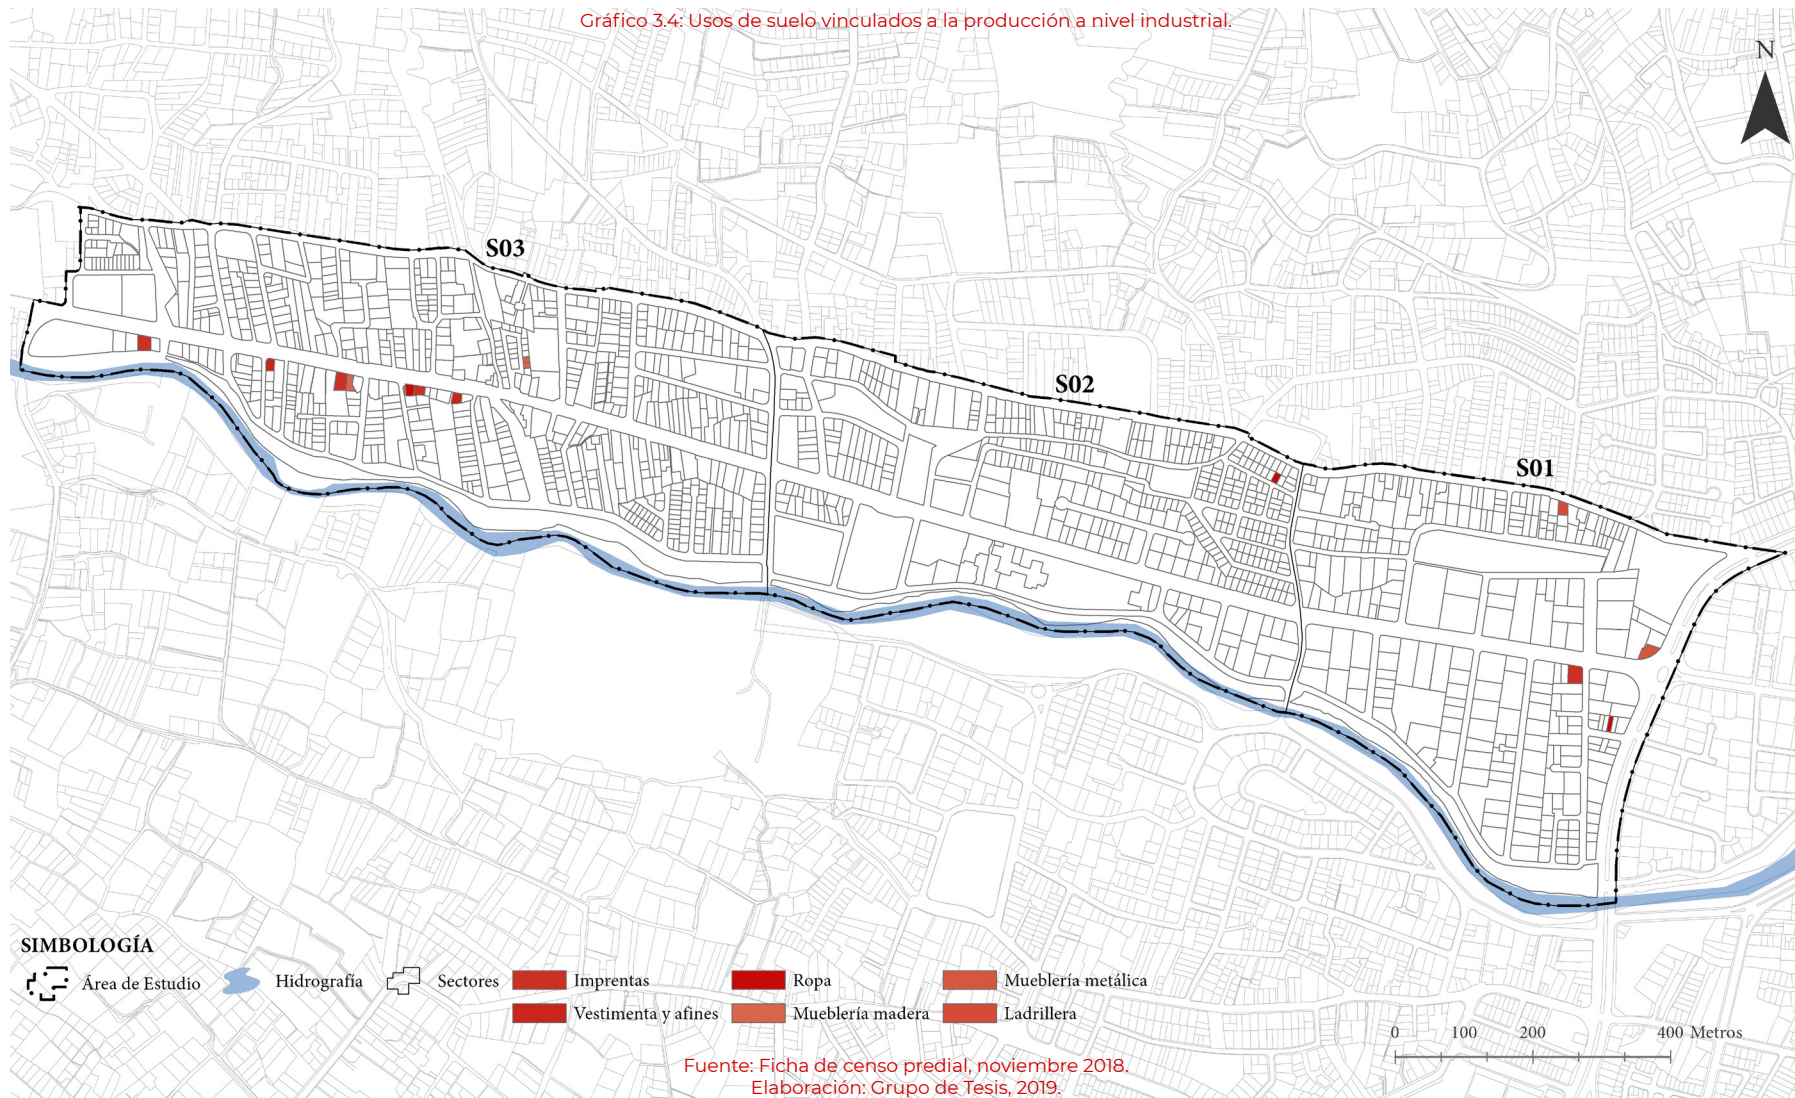 Gráfico 3.4: Usos de suelo vinculados a la producción a nivel industrial.
N
S03
S02
S01
SIMBOLOGÍA
Área de Estudio
Hidrografía
Sectores
Imprentas
Ropa
Mueblería metálica
Vestimenta y afines
Mueblería madera
Ladrillera
0 100 200 400 Metros
Fuente: Ficha de censo predial, noviembre 2018.
Elaboración: Grupo de Tesis, 2019.